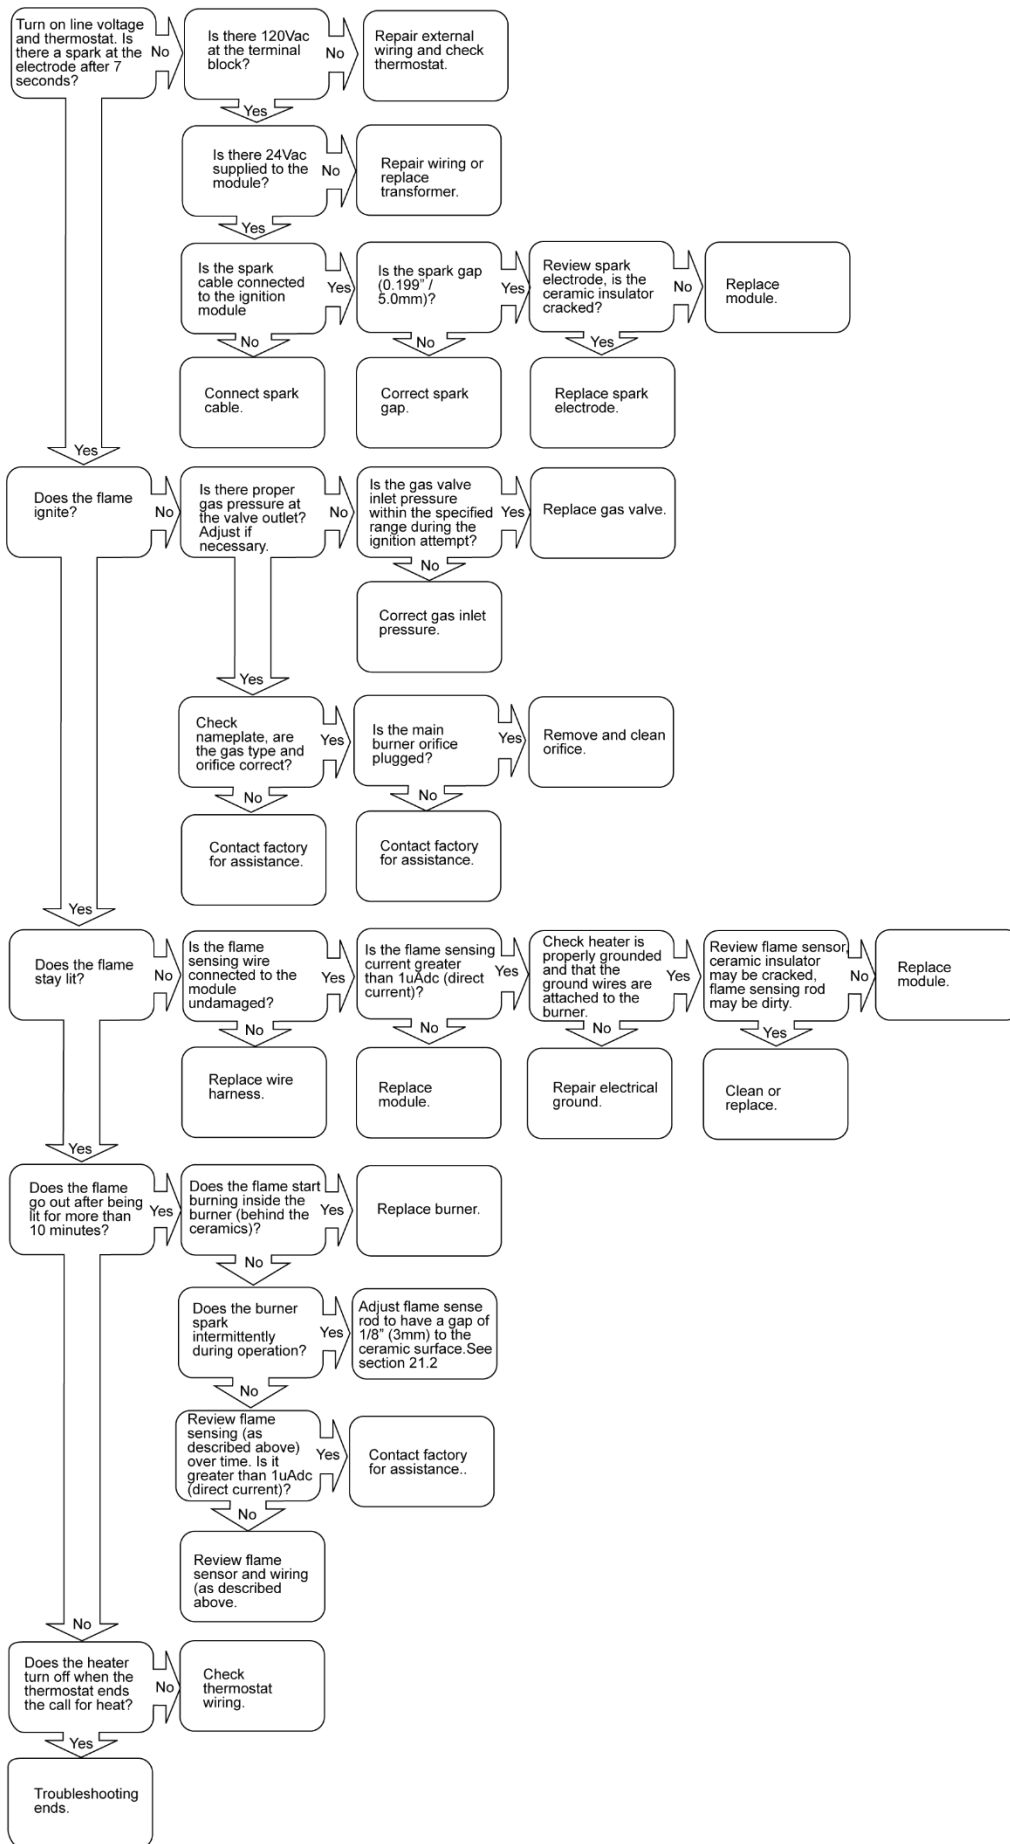 Turn on line voltage
and thermostat. Is
there a spark at the
electrode after 7
seconds?
No
Is there 120Vac
at the terminal
block?
No
Repair external
wiring and check
thermostat.
Yes
Is there 24Vac
supplied to the
module?
No
Repair wiring or
replace
transformer.
Yes
Is the spark
cable connected
to the ignition
module
Yes
Is the spark gap
(0.199” /
5.0mm)?
Yes
Review spark
electrode, is the
ceramic insulator
cracked?
No
Replace
module.
No
No
Yes
Connect spark
cable.
Correct spark
gap.
Replace spark
electrode.
Yes
Does the flame
ignite?
No
Is there proper
gas pressure at
the valve outlet?
Adjust if
necessary.
No
Is the gas valve
inlet pressure
within the specified
range during the
ignition attempt?
Yes
Replace gas valve.
No
Correct gas inlet
pressure.
Yes
Check
nameplate, are
the gas type and
orifice correct?
Yes
Is the main
burner orifice
plugged?
Yes
Remove and clean
orifice.
No
No
Contact factory
for assistance.
Contact factory
for assistance.
Yes
Does the flame
stay lit?
No
Is the flame
sensing wire
connected to the
module
undamaged?
Yes
Is the flame sensing
current greater
than 1uAdc (direct
current)?
Yes
Check heater is
properly grounded
and that the
ground wires are
attached to the
burner.
Yes
Review flame sensor,
ceramic insulator
may be cracked,
flame sensing rod
may be dirty.
No
Replace
module.
No
No
No
Yes
Replace wire
harness.
Replace
module.
Repair electrical
ground.
Clean or
replace.
Yes
Does the flame
go out after being
lit for more than
10 minutes?
Yes
Does the flame start
burning inside the
burner (behind the
ceramics)?
Yes
Replace burner.
No
Does the burner
spark
intermittently
during operation?
Yes
Adjust flame sense
rod to have a gap of
1/8” (3mm) to the
ceramic surface.See
section 21.2
No
Review flame
sensing (as
described above)
over time. Is it
greater than 1uAdc
(direct current)?
Yes
Contact factory
for assistance..
No
Review flame
sensor and wiring
(as described
above.
No
Does the heater
turn off when the
thermostat ends
the call for heat?
No
Check
thermostat
wiring.
Yes
Troubleshooting
ends.